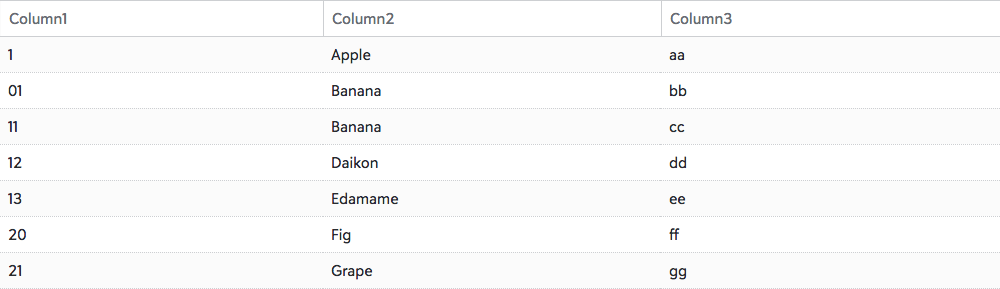 Column1 Column2 Column3
1 Apple aa
01 Banana bb
11 Banana cc
12 Daikon dd
13 Edamame ee
20 Fig ff
21 Grape gg